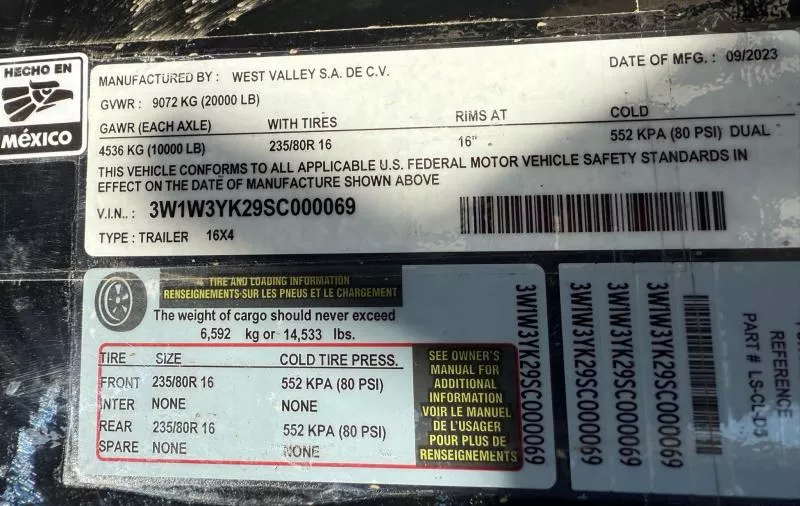 HECHO EN
MÉXICO
MANUFACTURED BY : WEST VALLEY S.A. DE C.V.
DATE OF MFG. : 09/2023
GVWR : 9072 KG (20000 LB)
GAWR (EACH AXLE) WITH TIRES RIMS AT COLD
4536 KG (10000 LB) 235/80R 16 16" 552 KPA (80 PSI) DUAL
THIS VEHICLE CONFORMS TO ALL APPLICABLE U.S. FEDERAL MOTOR VEHICLE SAFETY STANDARDS IN
EFFECT ON THE DATE OF MANUFACTURE SHOWN ABOVE
V.I.N.. : 3W1W3YK29SC000069
TYPE : TRAILER 16X4
TIRE AND LOADING INFORMATION
RENSEIGNEMENTS-SUR LES PNEUS ET LE CHARGEMENT
The weight of cargo should never exceed
6,592 kg or 14,533 lbs.
TIRE SIZE COLD TIRE PRESS.
FRONT 235/80R 16 552 KPA (80 PSI)
INTER NONE NONE
REAR 235/80R 16 552 KPA (80 PSI)
SPARE NONE NONE
SEE OWNER'S
MANUAL FOR
ADDITIONAL
INFORMATION
VOIR LE MANUEL
DE L'USAGER
POUR PLUS DE
RENSEIGNEMENTS
3W1W3YK29SC000069
3W1W3YK29SC000069
3W1W3YK29SC000069
3W1W3YK29SC000069
PART # LS-CL-D5
REFERENCE